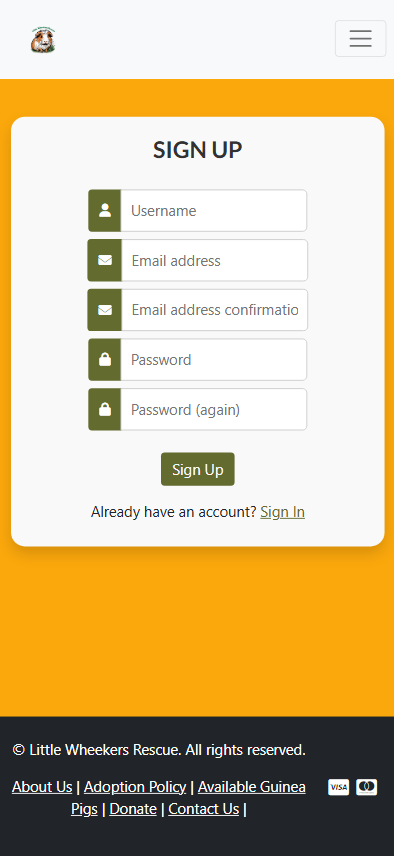 SIGN UP
Username
Email address
Email address confirmatio
Password
Password (again)
Sign Up
Already have an account? Sign In
© Little Wheekers Rescue. All rights reserved.
About Us | Adoption Policy | Available Guinea
Pigs | Donate | Contact Us |
VISA